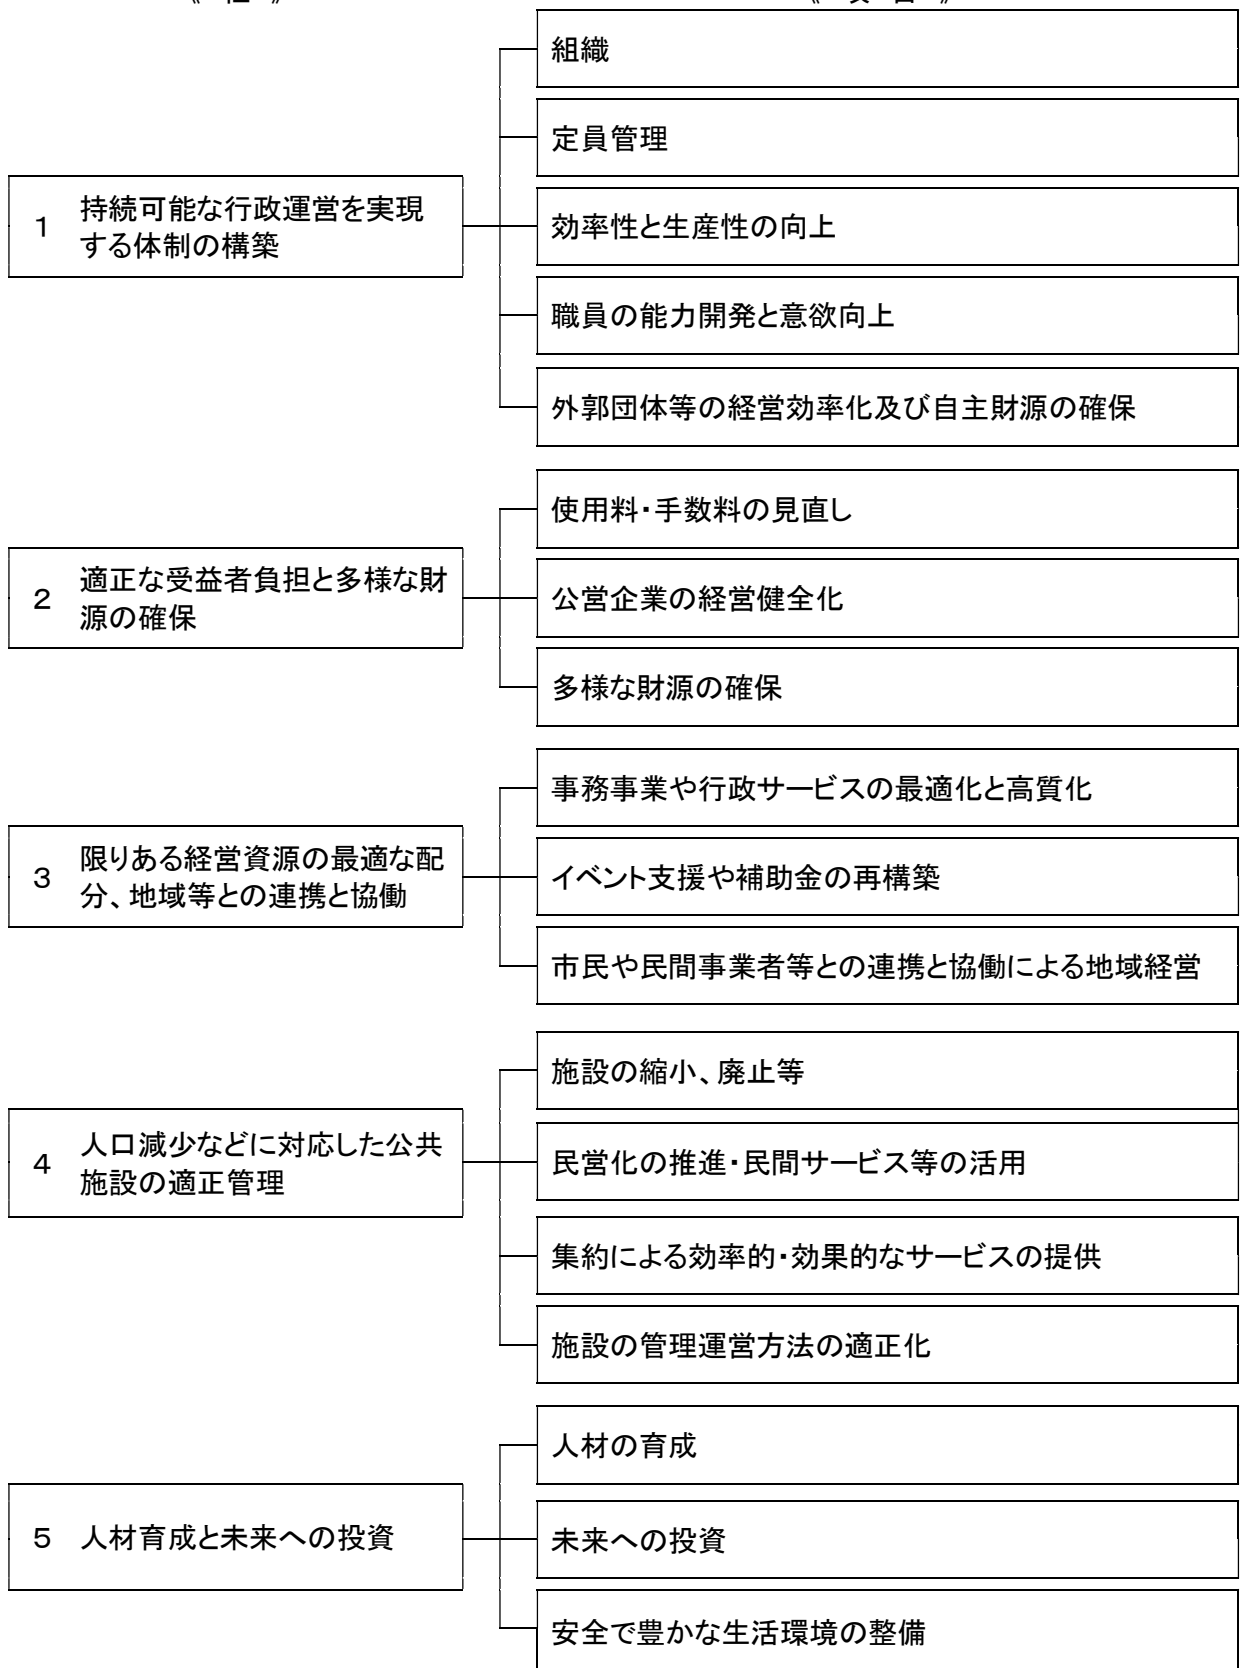 組織
定員管理
1 持続可能な行政運営を実現
する体制の構築
効率性と生産性の向上
職員の能力開発と意欲向上
外郭団体等の経営効率化及び自主財源の確保
使用料・手数料の見直し
2 適正な受益者負担と多様な財
源の確保
公営企業の経営健全化
多様な財源の確保
事務事業や行政サービスの最適化と高質化
3 限りある経営資源の最適な配
分、地域等との連携と協働
イベント支援や補助金の再構築
市民や民間事業者等との連携と協働による地域経営
施設の縮小、廃止等
4 人口減少などに対応した公共
施設の適正管理
民営化の推進・民間サービス等の活用
集約による効率的・効果的なサービスの提供
施設の管理運営方法の適正化
人材の育成
5 人材育成と未来への投資
未来への投資
安全で豊かな生活環境の整備